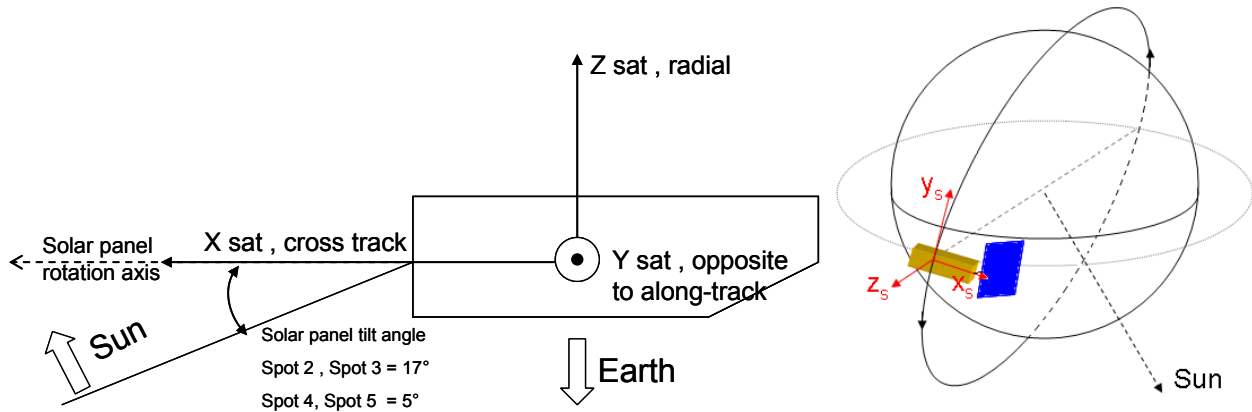 Z sat , radial
X sat , cross track
Solar panel
rotation axis
Y sat , opposite
to along-track
Sun
Solar panel tilt angle
Spot 2 , Spot 3 = 17°
Spot 4, Spot 5 = 5°
Earth
yₛ
xₛ
zₛ
Sun